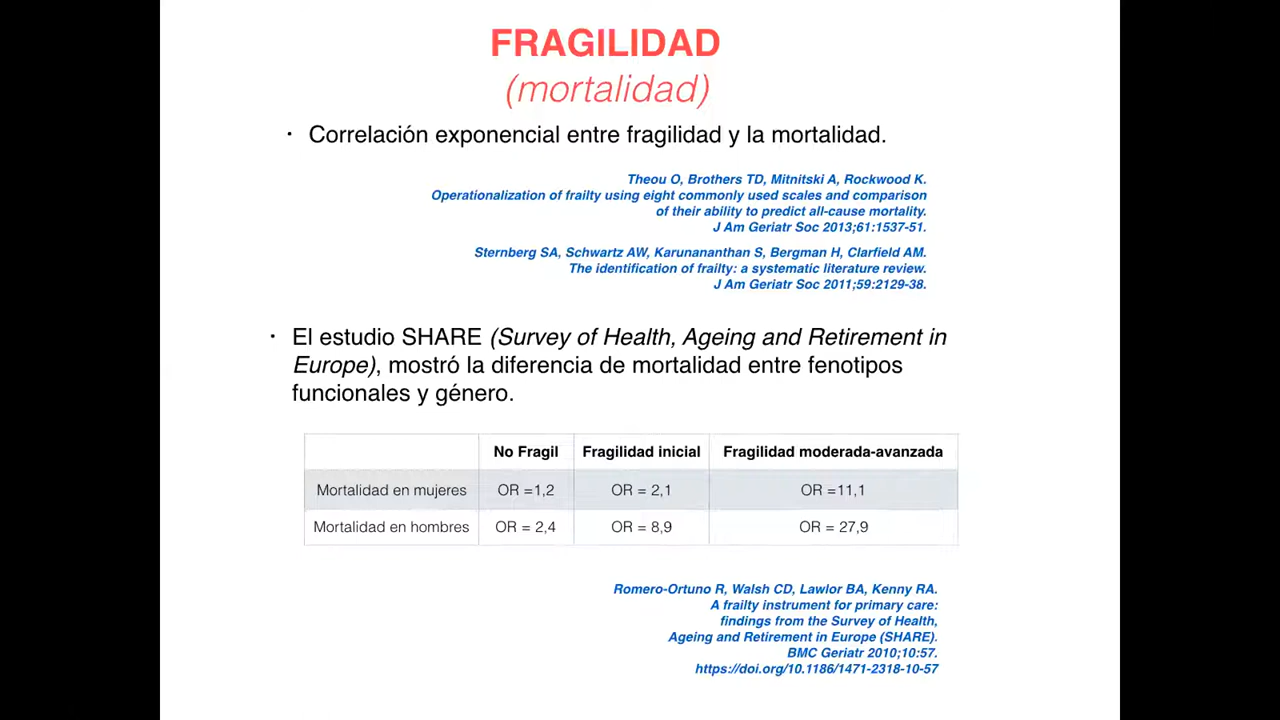 FRAGILIDAD
(mortalidad)
· Correlación exponencial entre fragilidad y la mortalidad.
Theou O, Brothers TD, Mitnitski A, Rockwood K.
Operationalization of frailty using eight commonly used scales and comparison
of their ability to predict all-cause mortality.
J Am Geriatr Soc 2013;61:1537-51.
Sternberg SA, Schwartz AW, Karunananthan S, Bergman H, Clarfield AM.
The identification of frailty: a systematic literature review.
J Am Geriatr Soc 2011;59:2129-38.
· El estudio SHARE (Survey of Health, Ageing and Retirement in
Europe), mostró la diferencia de mortalidad entre fenotipos
funcionales y género.
No Fragil Fragilidad inicial Fragilidad moderada-avanzada
Mortalidad en mujeres OR =1,2 OR = 2,1 OR =11,1
Mortalidad en hombres OR = 2,4 OR = 8,9 OR = 27,9
Romero-Ortuno R, Walsh CD, Lawlor BA, Kenny RA.
A frailty instrument for primary care:
findings from the Survey of Health,
Ageing and Retirement in Europe (SHARE).
BMC Geriatr 2010;10:57.
https://doi.org/10.1186/1471-2318-10-57